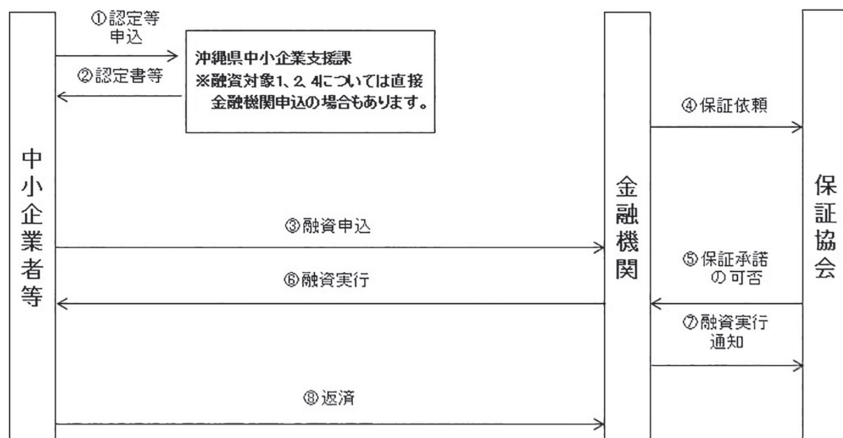 ①認定等
申込
②認定書等
沖縄県中小企業支援課
※融資対象1、2、4については直接
金融機関申込の場合もあります。
④保証依頼
中小企業者等
金融機関
保証協会
③融資申込
⑤保証承諾
の可否
⑥融資実行
⑦融資実行
通知
⑧返済